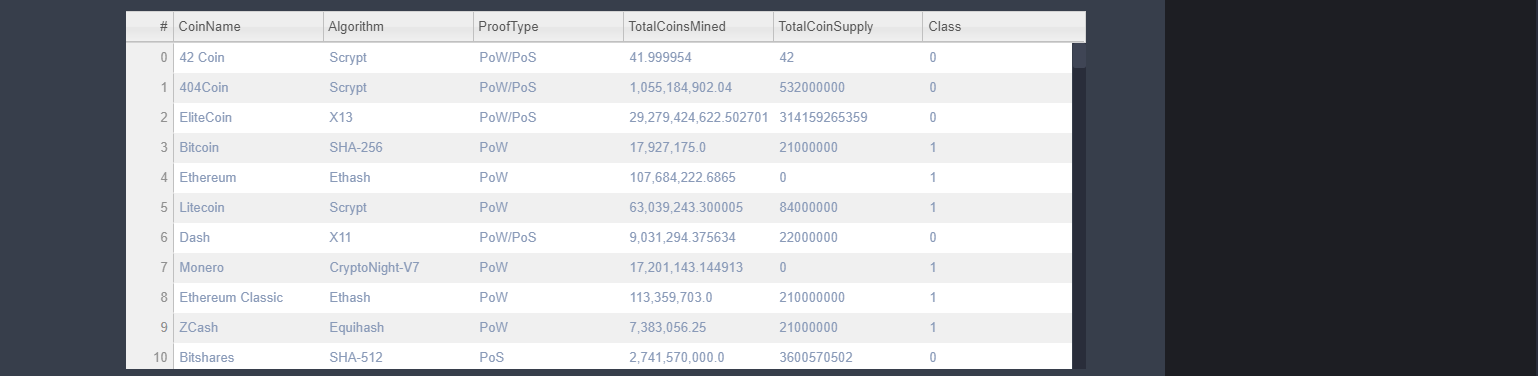 # CoinName Algorithm ProofType TotalCoinsMined TotalCoinSupply Class
0 42 Coin Scrypt PoW/PoS 41.999954 42 0
1 404Coin Scrypt PoW/PoS 1,055,184,902.04 532000000 0
2 EliteCoin X13 PoW/PoS 29,279,424,622.502701 314159265359 0
3 Bitcoin SHA-256 PoW 17,927,175.0 21000000 1
4 Ethereum Ethash PoW 107,684,222.6865 0 1
5 Litecoin Scrypt PoW 63,039,243.300005 84000000 1
6 Dash X11 PoW/PoS 9,031,294.375634 22000000 0
7 Monero CryptoNight-V7 PoW 17,201,143.144913 0 1
8 Ethereum Classic Ethash PoW 113,359,703.0 210000000 1
9 ZCash Equihash PoW 7,383,056.25 21000000 1
10 Bitshares SHA-512 PoS 2,741,570,000.0 3600570502 0